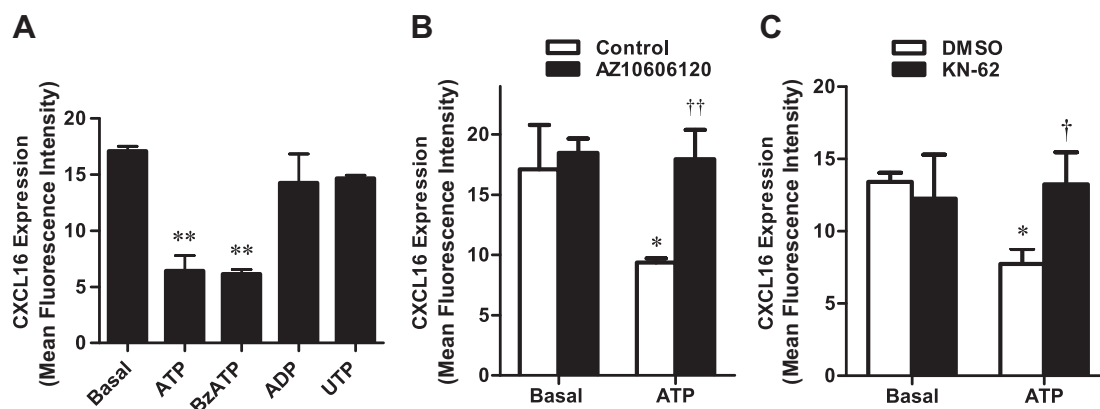 A
CXCL16 Expression
(Mean Fluorescence Intensity)
20
15
10
5
0
**
**
Basal
ATP
BzATP
ADP
UTP
B
Control
AZ10606120
CXCL16 Expression
(Mean Fluorescence Intensity)
20
15
10
5
0
*
††
Basal
ATP
C
DMSO
KN-62
CXCL16 Expression
(Mean Fluorescence Intensity)
20
15
10
5
0
*
†
Basal
ATP